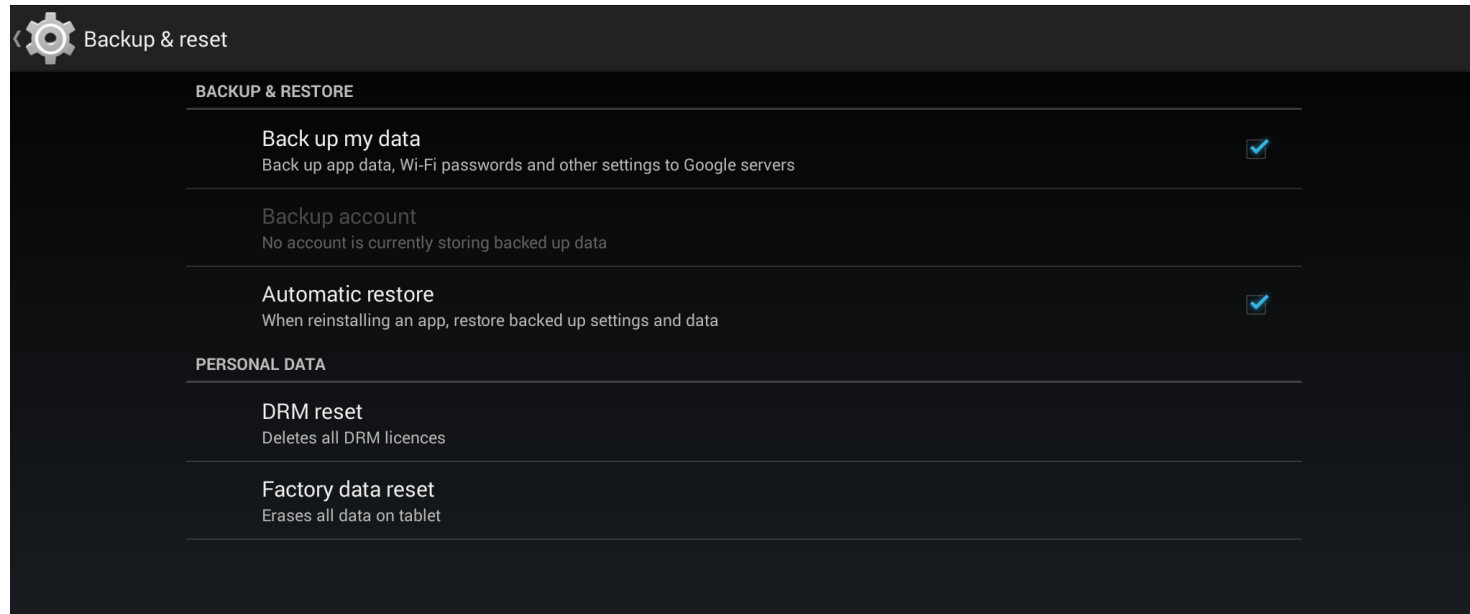 Backup & reset
BACKUP & RESTORE
Back up my data
Back up app data, Wi-Fi passwords and other settings to Google servers
Backup account
No account is currently storing backed up data
Automatic restore
When reinstalling an app, restore backed up settings and data
PERSONAL DATA
DRM reset
Deletes all DRM licences
Factory data reset
Erases all data on tablet